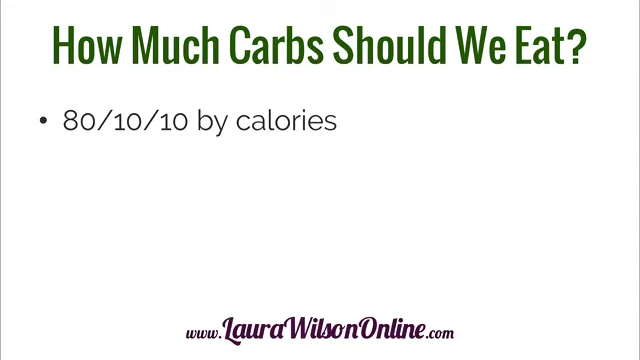 How Much Carbs Should We Eat?
• 80/10/10 by calories
www.LauraWilsonOnline.com